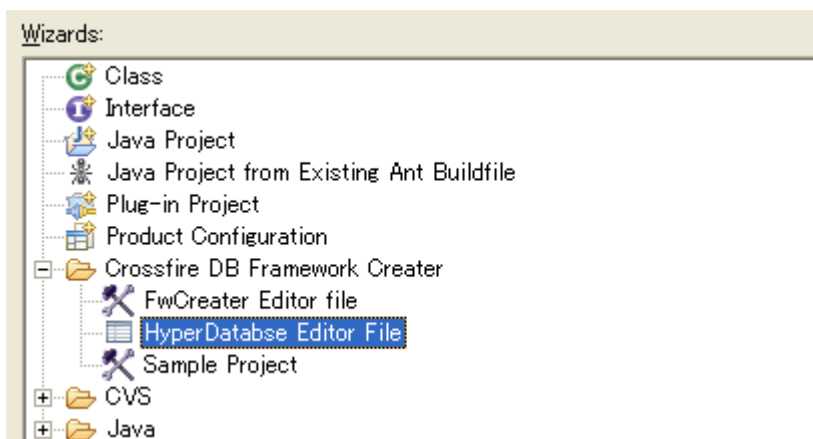 Wizards:
Class
Interface
Java Project
Java Project from Existing Ant Buildfile
Plug-in Project
Product Configuration
Crossfire DB Framework Creater
FwCreater Editor file
HyperDatabse Editor File
Sample Project
CVS
Java